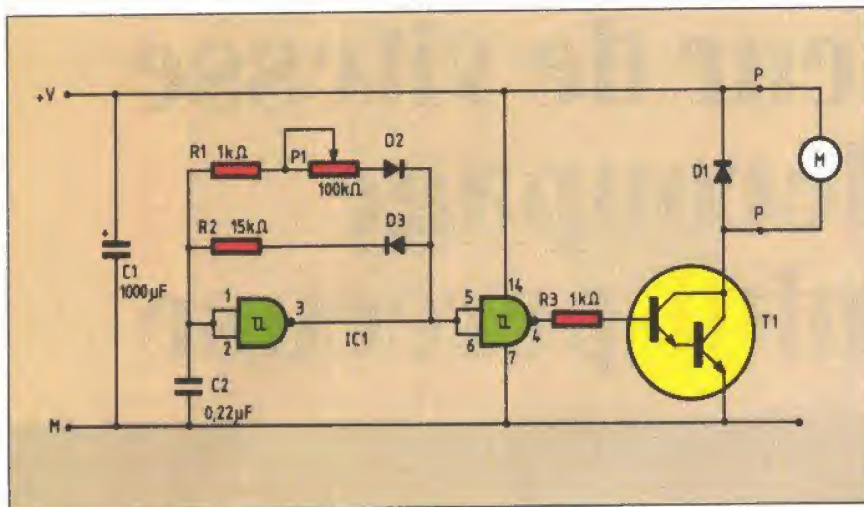 +V
R1 1kΩ
P1
100kΩ
D2
R2 15kΩ
D3
+
C1
1000µF
1
2
3
IC1
C2
0,22µF
M
5
6
14
4
7
R3 1kΩ
T1
D1
P
P
M